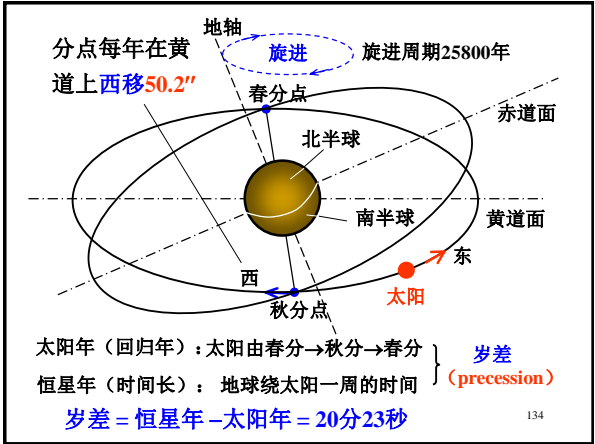 地轴
分点每年在黄
道上西移50.2″
旋进
旋进周期25800年
春分点
赤道面
北半球
南半球
黄道面
东
西
太阳
秋分点
太阳年（回归年）：太阳由春分→秋分→春分
恒星年（时间长）： 地球绕太阳一周的时间
岁差
（precession）
岁差 = 恒星年 –太阳年 = 20分23秒
134